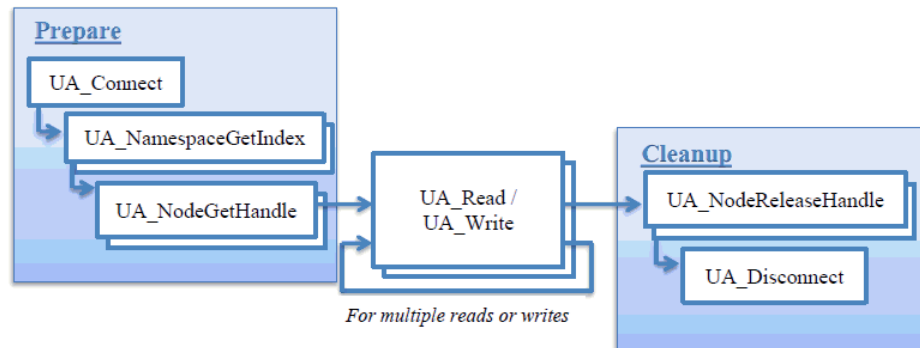 Prepare
UA_Connect
UA_NamespaceGetIndex
UA_NodeGetHandle
UA_Read /
UA_Write
For multiple reads or writes
Cleanup
UA_NodeReleaseHandle
UA_Disconnect